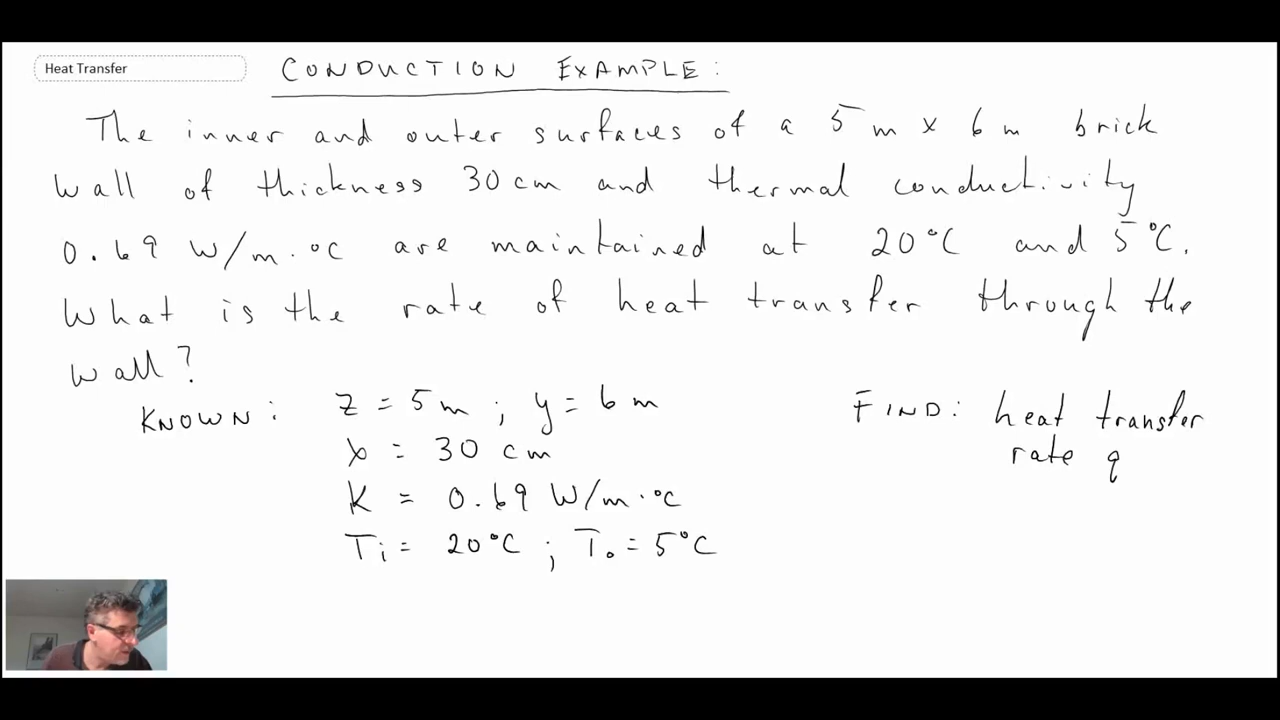 Heat Transfer
CONDUCTION EXAMPLE:
The inner and outer surfaces of a 5 m x 6 m brick
wall of thickness 30 cm and thermal conductivity
0.69 W/m·°C are maintained at 20°C and 5°C.
What is the rate of heat transfer through the
wall?
KNOWN: z = 5 m ; y = 6 m
x = 30 cm
K = 0.69 W/m·°C
Ti = 20°C ; To = 5°C
FIND: heat transfer
rate q